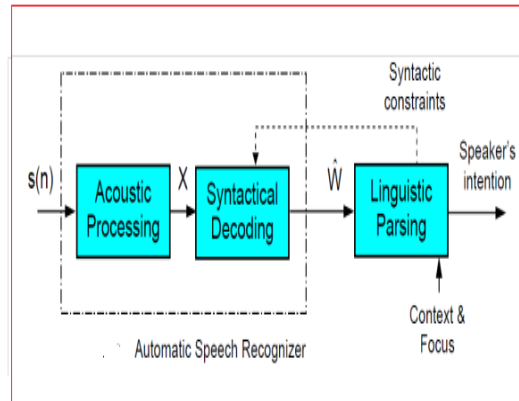 Syntactic
constraints
Speaker's
intention
s(n)
Acoustic
Processing
X
Syntactical
Decoding
Ŵ
Linguistic
Parsing
Context &
Focus
Automatic Speech Recognizer